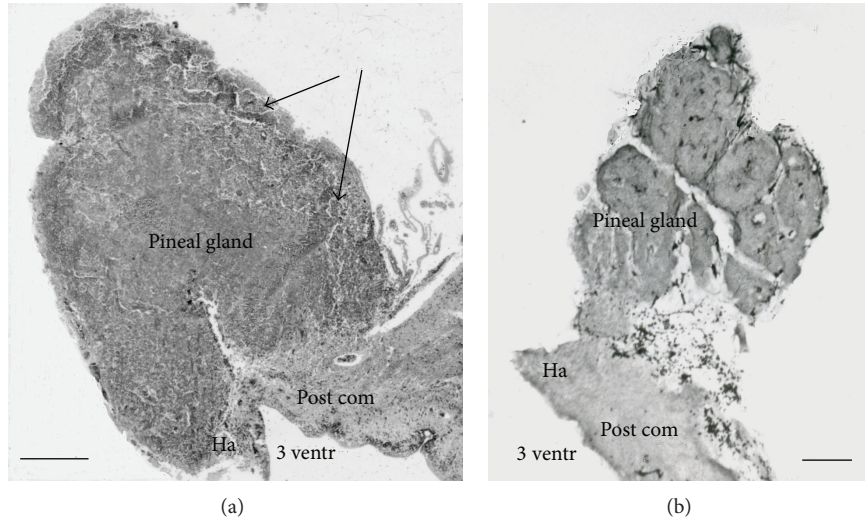 Pineal gland
Post com
Ha
3 ventr
(a)
Pineal gland
Ha
Post com
3 ventr
(b)